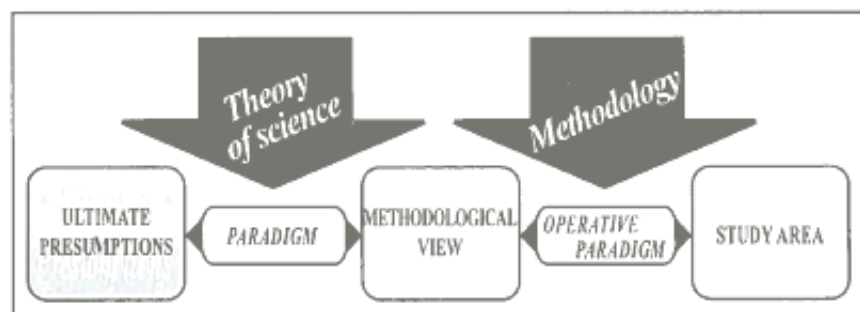 Theory
of science
Methodology
ULTIMATE
PRESUMPTIONS
PARADIGM
METHODOLOGICAL
VIEW
OPERATIVE
PARADIGM
STUDY AREA